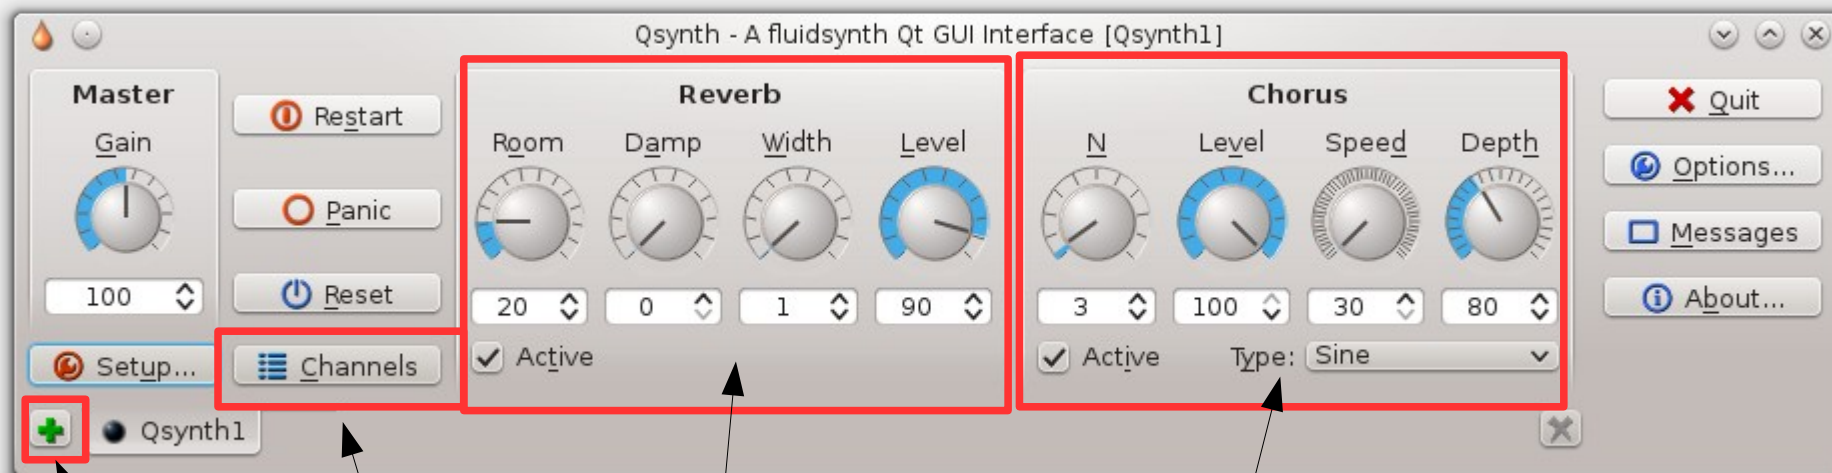 Qsynth - A fluidsynth Qt GUI Interface [Qsynth1]
Master
Gain
100
Setup...
Restart
Panic
Reset
Channels
Reverb
Room Damp Width Level
20 0 1 90
Active
Chorus
N Level Speed Depth
3 100 30 80
Active Type: Sine
Quit
Options...
Messages
About...
Qsynth1